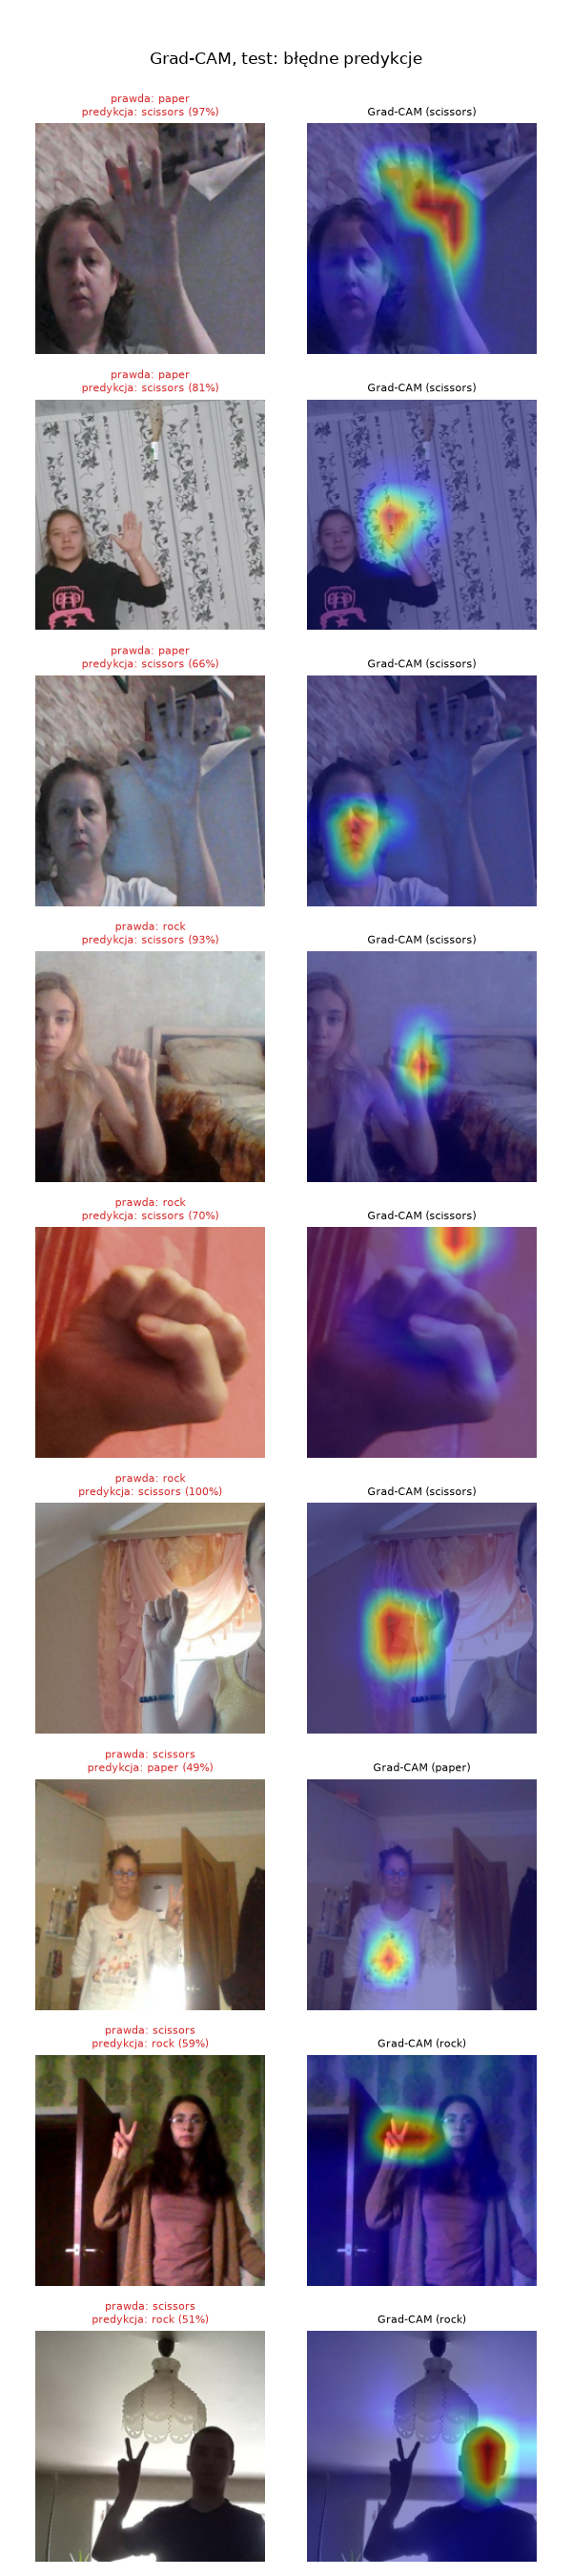 Grad-CAM, test: błędne predykcje
prawda: paper
predykcja: scissors (97%)
Grad-CAM (scissors)
prawda: paper
predykcja: scissors (81%)
Grad-CAM (scissors)
prawda: paper
predykcja: scissors (66%)
Grad-CAM (scissors)
prawda: rock
predykcja: scissors (93%)
Grad-CAM (scissors)
prawda: rock
predykcja: scissors (70%)
Grad-CAM (scissors)
prawda: rock
predykcja: scissors (100%)
Grad-CAM (scissors)
prawda: scissors
predykcja: paper (49%)
Grad-CAM (paper)
prawda: scissors
predykcja: rock (59%)
Grad-CAM (rock)
prawda: scissors
predykcja: rock (51%)
Grad-CAM (rock)